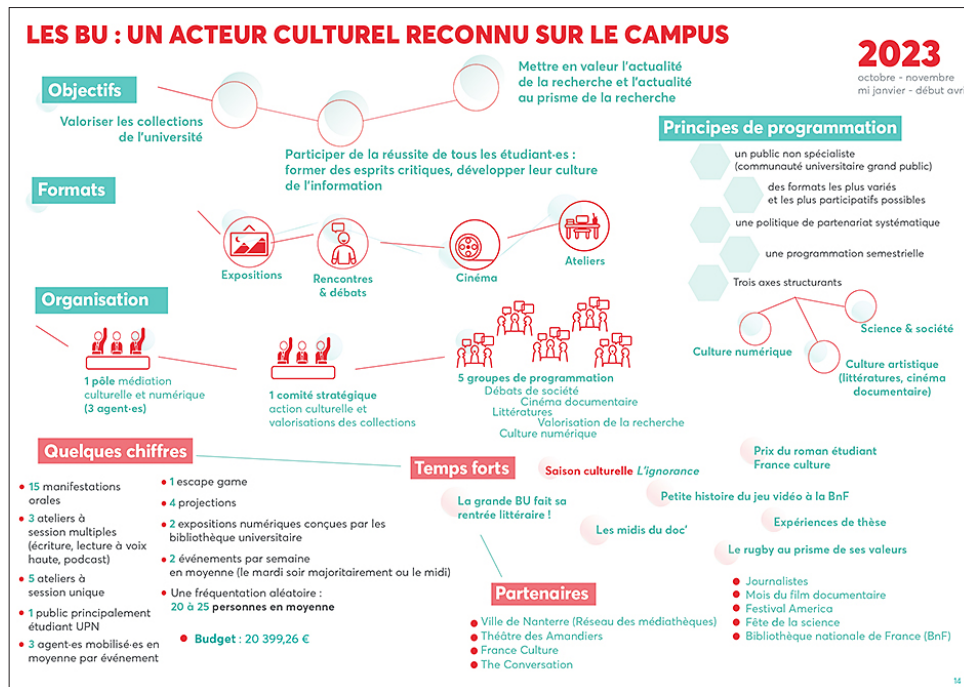 LES BU : UN ACTEUR CULTUREL RECONNU SUR LE CAMPUS
2023
octobre - novembre
mi janvier - début avri
Objectifs
Valoriser les collections
de l'université
Participer de la réussite de tous les étudiant·es :
former des esprits critiques, développer leur culture
de l'information
Mettre en valeur l'actualité
de la recherche et l'actualité
au prisme de la recherche
Principes de programmation
un public non spécialiste
(communauté universitaire grand public)
des formats les plus variés
et les plus participatifs possibles
une politique de partenariat systématique
une programmation semestrielle
Trois axes structurants
Culture numérique
Culture artistique
(littératures, cinéma
documentaire)
Science & société
Formats
Expositions
Rencontres
& débats
Cinéma
Ateliers
Organisation
1 pôle médiation
culturelle et numérique
(3 agent·es)
1 comité stratégique
action culturelle et
valorisations des collections
5 groupes de programmation
Débats de société
Cinéma documentaire
Littératures
Valorisation de la recherche
Culture numérique
Quelques chiffres
• 15 manifestations
orales
• 3 ateliers à
session multiples
(écriture, lecture à voix
haute, podcast)
• 5 ateliers à
session unique
• 1 public principalement
étudiant UPN
• 3 agent·es mobilisé·es en
moyenne par événement
• 1 escape game
• 4 projections
• 2 expositions numériques conçues par les
bibliothèque universitaire
• 2 événements par semaine
en moyenne (le mardi soir majoritairement ou le midi)
• Une fréquentation aléatoire :
20 à 25 personnes en moyenne
• Budget : 20 399,26 €
Temps forts
La grande BU fait sa
rentrée littéraire !
Saison culturelle L'ignorance
Les midis du doc'
Petite histoire du jeu vidéo à la BnF
Prix du roman étudiant
France culture
Expériences de thèse
Le rugby au prisme de ses valeurs
Partenaires
• Ville de Nanterre (Réseau des médiathèques)
• Théâtre des Amandiers
• France Culture
• The Conversation
• Journalistes
• Mois du film documentaire
• Festival America
• Fête de la science
• Bibliothèque nationale de France (BnF)
14